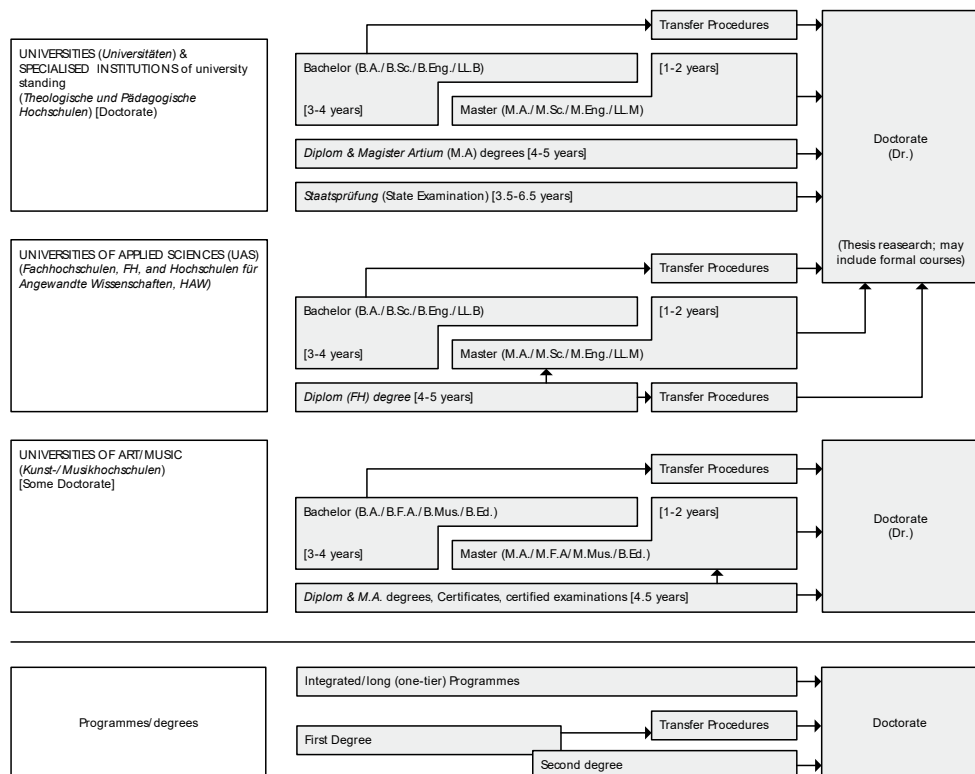 UNIVERSITIES (Universitäten) &
SPECIALISED INSTITUTIONS of university
standing
(Theologische und Pädagogische
Hochschulen) [Doctorate)
Transfer Procedures
Bachelor (B.A./B.Sc./B.Eng./LL.B)
[1-2 years]
[3-4 years]
Master (M.A./M.Sc./M.Eng./LL.M)
Diplom & Magister Artium (M.A) degrees [4-5 years]
Staatsprüfung (State Examination) [3.5-6.5 years]
Doctorate
(Dr.)
(Thesis reasearch; may
include formal courses)
UNIVERSITIES OF APPLIED SCIENCES (UAS)
(Fachhochschulen, FH, and Hochschulen für
Angewandte Wissenschaften, HAW)
Transfer Procedures
Bachelor (B.A./B.Sc./B.Eng./LL.B)
[1-2 years]
[3-4 years]
Master (M.A./M.Sc./M.Eng./LL.M)
Diplom (FH) degree [4-5 years]
Transfer Procedures
UNIVERSITIES OF ART/MUSIC
(Kunst-/Musikhochschulen)
[Some Doctorate]
Transfer Procedures
Bachelor (B.A./B.F.A./B.Mus./B.Ed.)
[1-2 years]
[3-4 years]
Master (M.A./M.F.A/M.Mus./B.Ed.)
Diplom & M.A. degrees, Certificates, certified examinations [4.5 years]
Doctorate
(Dr.)
Programmes/degrees
Integrated/long (one-tier) Programmes
Transfer Procedures
First Degree
Second degree
Doctorate